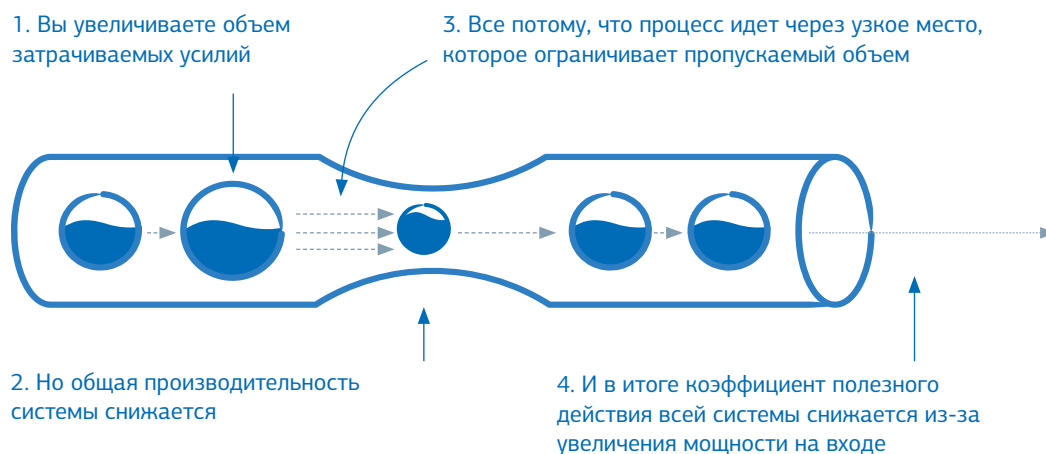 1. Вы увеличиваете объем
затрачиваемых усилий
3. Все потому, что процесс идет через узкое место,
которое ограничивает пропускаемый объем
2. Но общая производительность
системы снижается
4. И в итоге коэффициент полезного
действия всей системы снижается из-за
увеличения мощности на входе